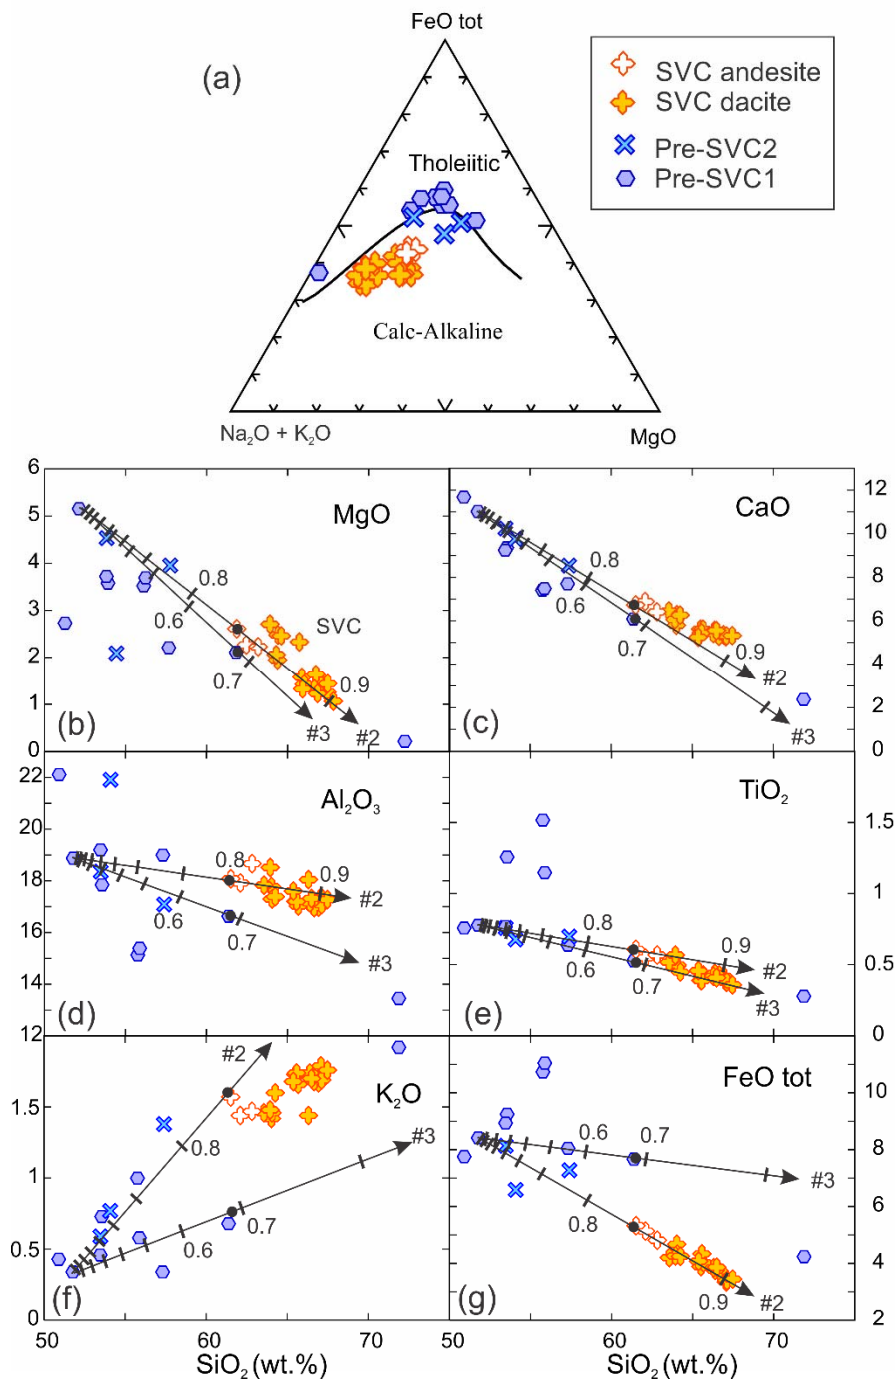 FeO tot
(a)
SVC andesite
SVC dacite
Pre-SVC2
Pre-SVC1
Tholeiitic
Calc-Alkaline
Na₂O + K₂O
MgO
6
5
4
3
2
1
0
MgO
0.8
0.6
SVC
0.7
0.9
#3
#2
(b)
12
10
8
6
4
2
0
CaO
0.8
0.6
0.7
0.9
#2
#3
(c)
22
20
18
16
14
12
Al₂O₃
0.8
0.9
0.6
0.7
#2
#3
(d)
1.5
1
0.5
0
TiO₂
0.8
0.9
0.6
0.7
#2
#3
(e)
1.5
1
0.5
0
#2
K₂O
0.8
#3
0.7
0.6
(f)
50
60
70
SiO₂ (wt.%)
10
8
6
4
2
FeO tot
0.6
0.7
#3
0.8
0.9
#2
(g)
50
60
70
SiO₂ (wt.%)